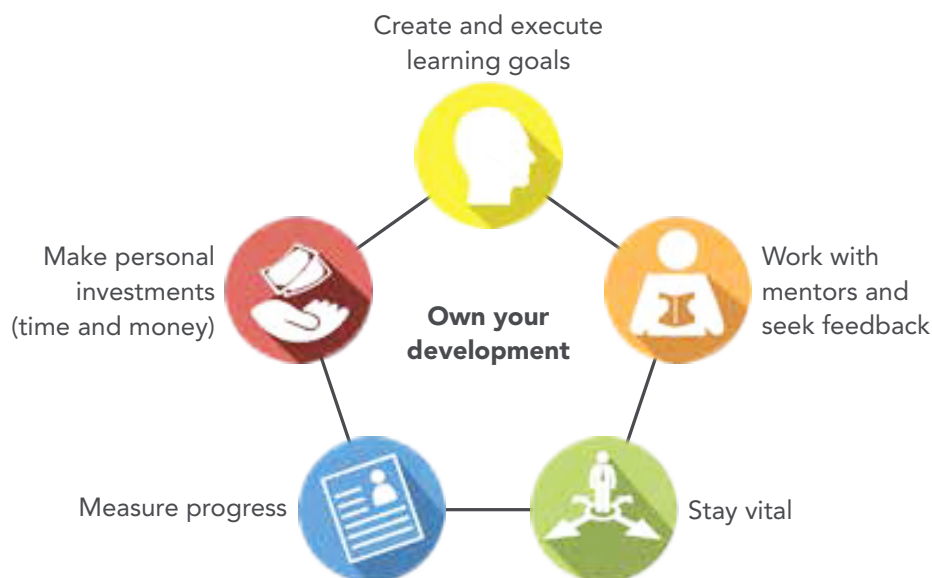 Create and execute
learning goals
Make personal
investments
(time and money)
Work with
mentors and
seek feedback
Own your
development
Measure progress
Stay vital